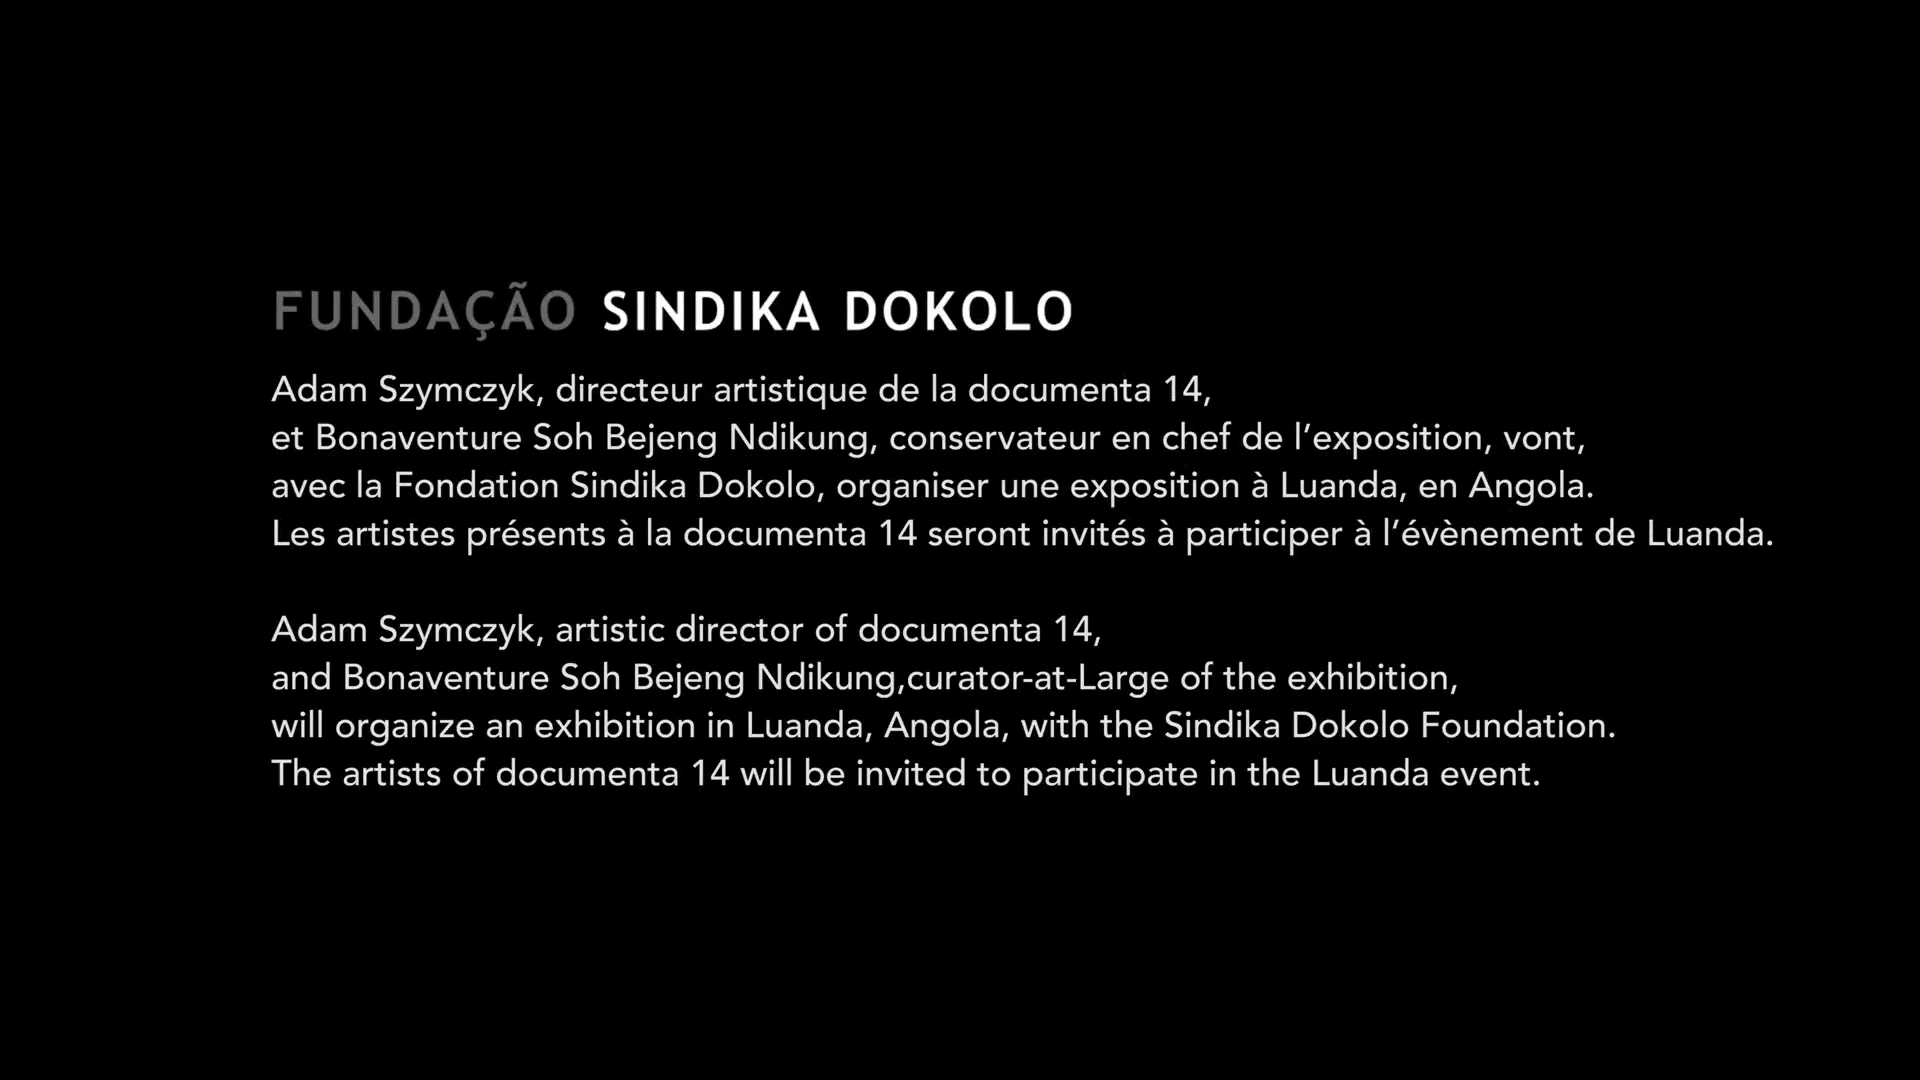 FUNDAÇÃO SINDIKA DOKOLO
Adam Szymczyk, directeur artistique de la documenta 14,
et Bonaventure Soh Bejeng Ndikung, conservateur en chef de l’exposition, vont,
avec la Fondation Sindika Dokolo, organiser une exposition à Luanda, en Angola.
Les artistes présents à la documenta 14 seront invités à participer à l’évènement de Luanda.
Adam Szymczyk, artistic director of documenta 14,
and Bonaventure Soh Bejeng Ndikung,curator-at-Large of the exhibition,
will organize an exhibition in Luanda, Angola, with the Sindika Dokolo Foundation.
The artists of documenta 14 will be invited to participate in the Luanda event.